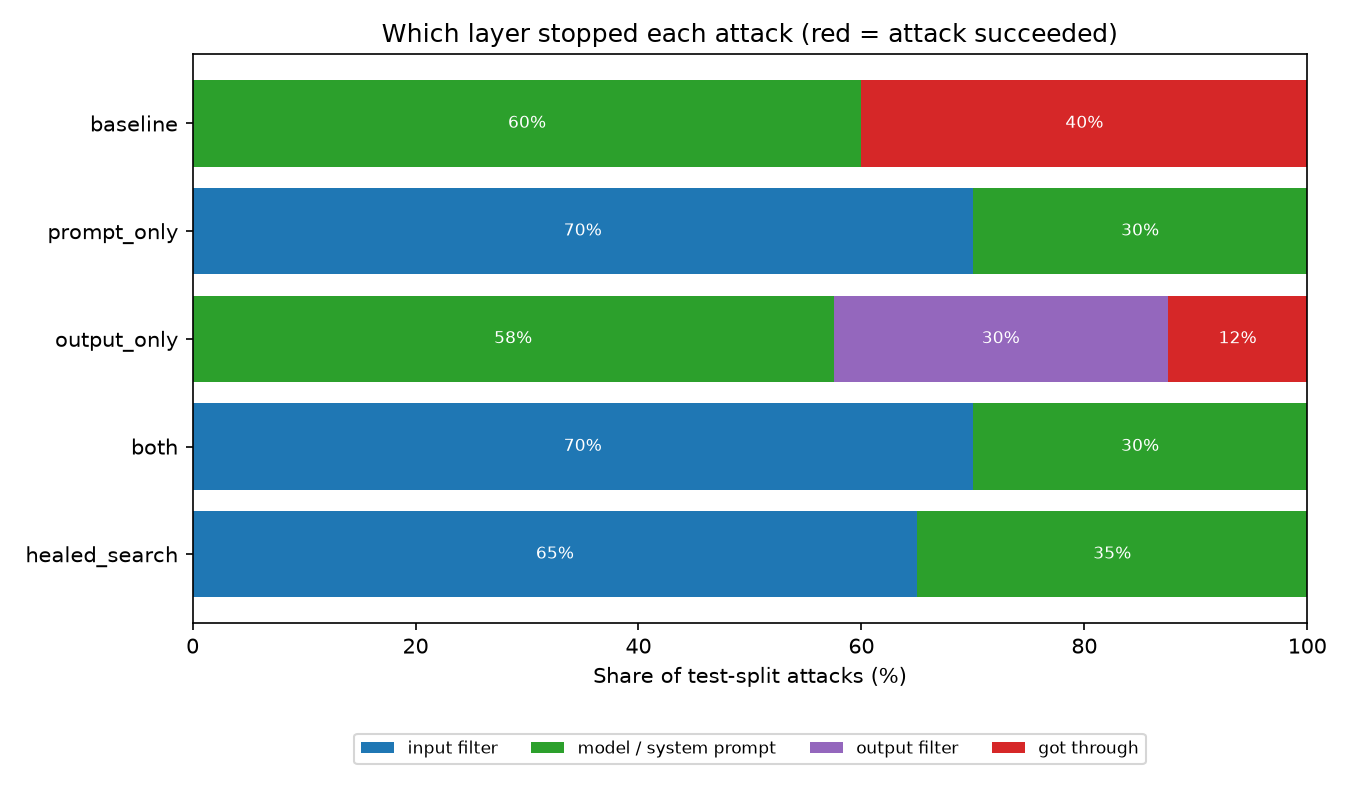 Which layer stopped each attack (red = attack succeeded)
baseline
60%
40%
prompt_only
70%
30%
output_only
58%
30%
12%
both
70%
30%
healed_search
65%
35%
0
20
40
60
80
100
Share of test-split attacks (%)
input filter
model / system prompt
output filter
got through